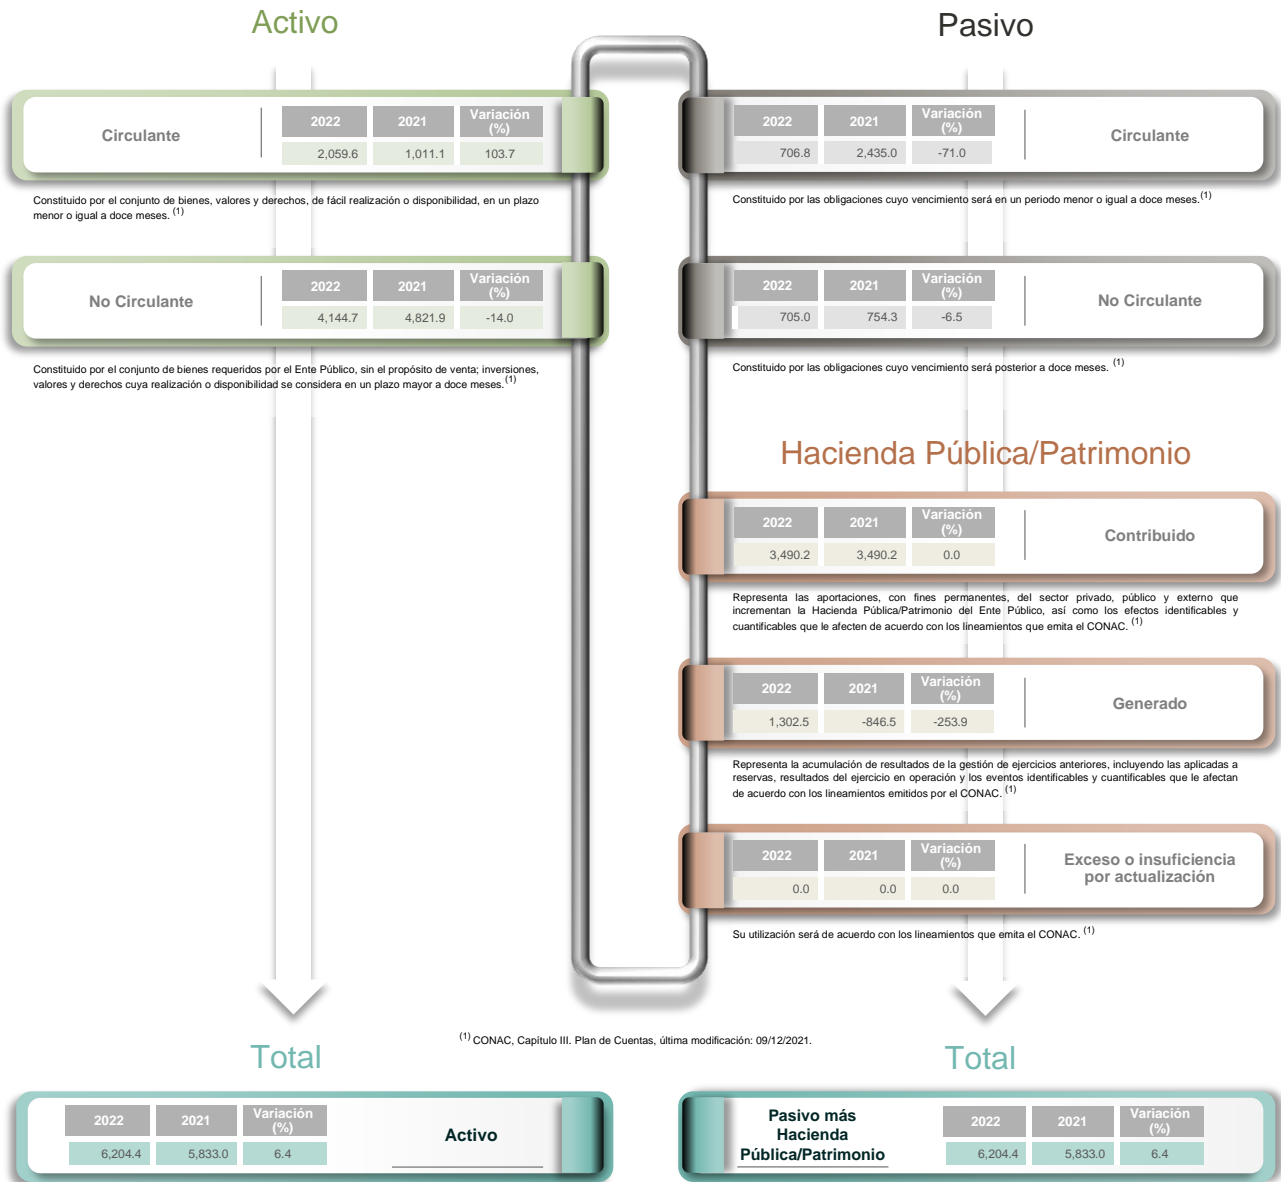 Activo
Circulante
2022 2021 Variación (%)
2,059.6 1,011.1 103.7
Constituido por el conjunto de bienes, valores y derechos, de fácil realización o disponibilidad, en un plazo
menor o igual a doce meses. (1)
No Circulante
2022 2021 Variación (%)
4,144.7 4,821.9 -14.0
Constituido por el conjunto de bienes requeridos por el Ente Público, sin el propósito de venta; inversiones,
valores y derechos cuya realización o disponibilidad se considera en un plazo mayor a doce meses. (1)
Pasivo
2022 2021 Variación (%)
706.8 2,435.0 -71.0
Circulante
Constituido por las obligaciones cuyo vencimiento será en un periodo menor o igual a doce meses. (1)
2022 2021 Variación (%)
705.0 754.3 -6.5
No Circulante
Constituido por las obligaciones cuyo vencimiento será posterior a doce meses. (1)
Hacienda Pública/Patrimonio
2022 2021 Variación (%)
3,490.2 3,490.2 0.0
Contribuido
Representa las aportaciones, con fines permanentes, del sector privado, público y externo que
incrementan la Hacienda Pública/Patrimonio del Ente Público, así como los efectos identificables y
cuantificables que le afecten de acuerdo con los lineamientos que emita el CONAC. (1)
2022 2021 Variación (%)
1,302.5 -846.5 -253.9
Generado
Representa la acumulación de resultados de la gestión de ejercicios anteriores, incluyendo las aplicadas a
reservas, resultados del ejercicio en operación y los eventos identificables y cuantificables que le afectan
de acuerdo con los lineamientos emitidos por el CONAC. (1)
2022 2021 Variación (%)
0.0 0.0 0.0
Exceso o insuficiencia
por actualización
Su utilización será de acuerdo con los lineamientos que emita el CONAC. (1)
(1) CONAC, Capítulo III. Plan de Cuentas, última modificación: 09/12/2021.
Total
2022 2021 Variación (%)
6,204.4 5,833.0 6.4
Activo
Total
Pasivo más
Hacienda
Pública/Patrimonio
2022 2021 Variación (%)
6,204.4 5,833.0 6.4